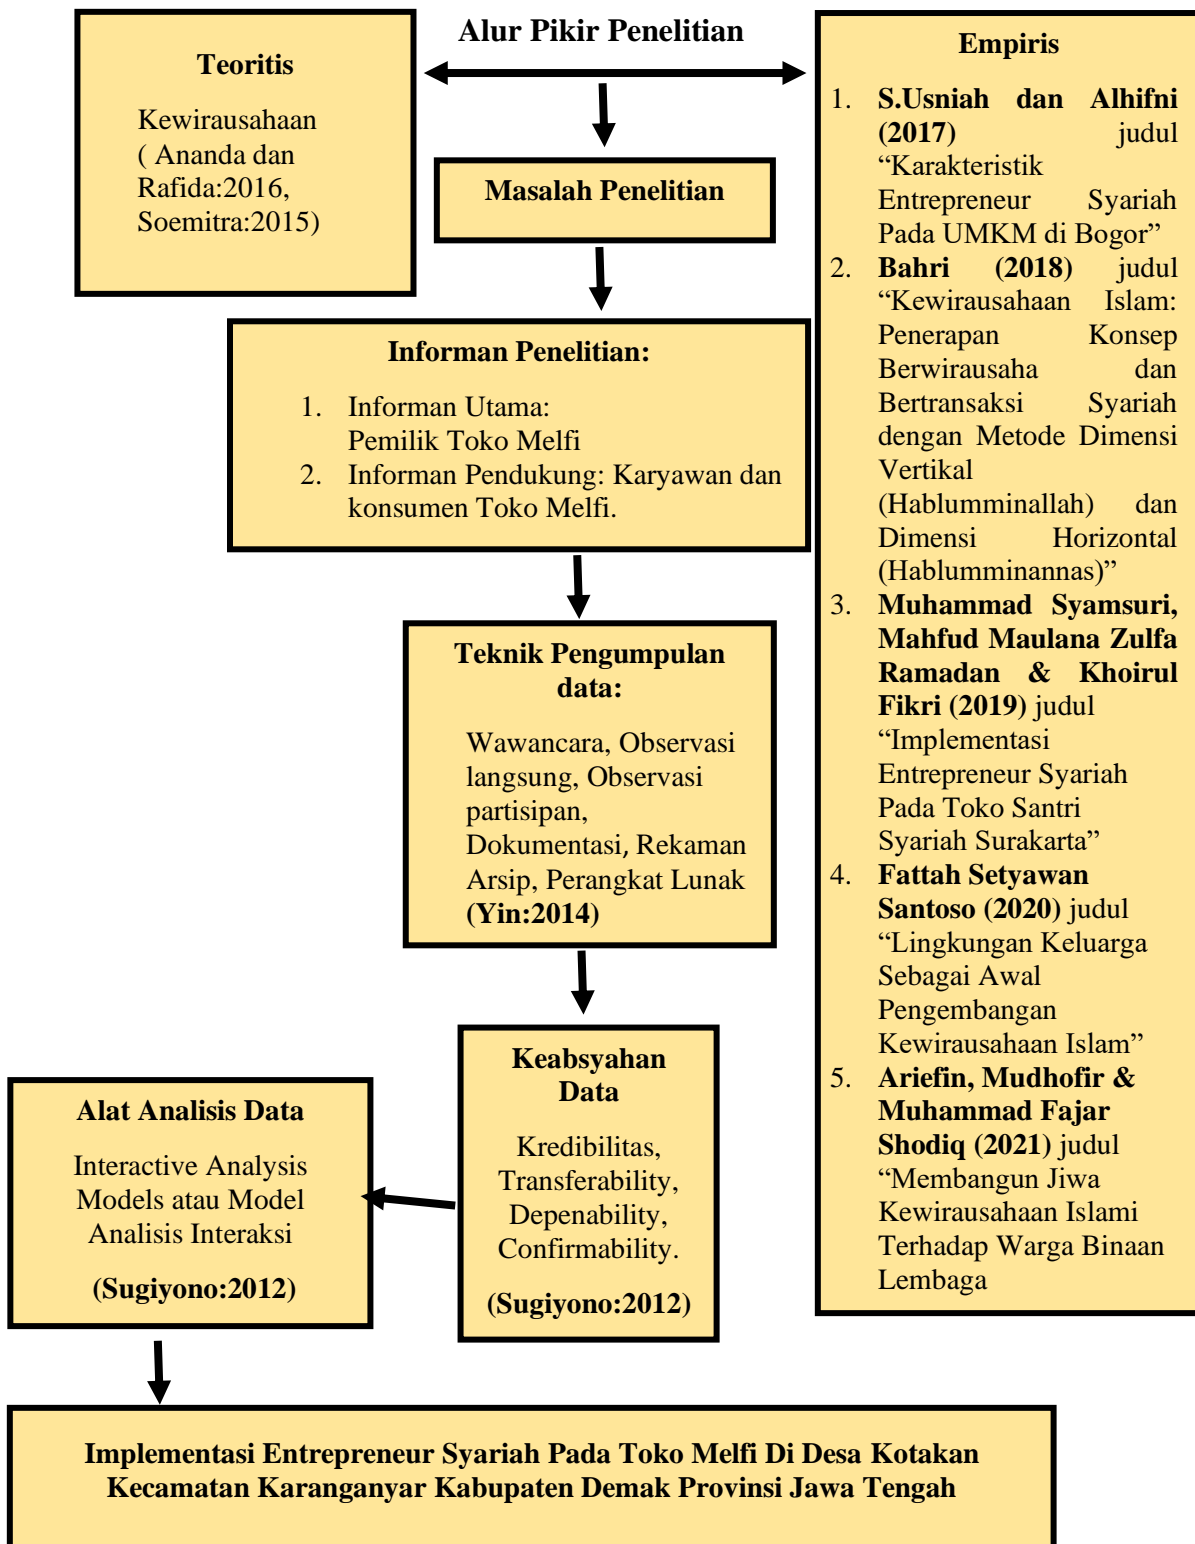 Alur Pikir Penelitian
Teoritis
Kewirausahaan
( Ananda dan
Rafida:2016,
Soemitra:2015)
Masalah Penelitian
Informan Penelitian:
1. Informan Utama:
Pemilik Toko Melfi
2. Informan Pendukung: Karyawan dan
konsumen Toko Melfi.
Teknik Pengumpulan
data:
Wawancara, Observasi
langsung, Observasi
partisipan,
Dokumentasi, Rekaman
Arsip, Perangkat Lunak
(Yin:2014)
Keabsyahan
Data
Kredibilitas,
Transferability,
Depenability,
Confirmability.
(Sugiyono:2012)
Alat Analisis Data
Interactive Analysis
Models atau Model
Analisis Interaksi
(Sugiyono:2012)
Empiris
1. S.Usniah dan Alhifni
(2017) judul
“Karakteristik
Entrepreneur Syariah
Pada UMKM di Bogor”
2. Bahri (2018) judul
“Kewirausahaan Islam:
Penerapan Konsep
Berwirausaha dan
Bertransaksi Syariah
dengan Metode Dimensi
Vertikal
(Hablumminallah) dan
Dimensi Horizontal
(Hablumminannas)”
3. Muhammad Syamsuri,
Mahfud Maulana Zulfa
Ramadan & Khoirul
Fikri (2019) judul
“Implementasi
Entrepreneur Syariah
Pada Toko Santri
Syariah Surakarta”
4. Fattah Setyawan
Santoso (2020) judul
“Lingkungan Keluarga
Sebagai Awal
Pengembangan
Kewirausahaan Islam”
5. Ariefin, Mudhofir &
Muhammad Fajar
Shodiq (2021) judul
“Membangun Jiwa
Kewirausahaan Islami
Terhadap Warga Binaan
Lembaga
Implementasi Entrepreneur Syariah Pada Toko Melfi Di Desa Kotakan
Kecamatan Karanganyar Kabupaten Demak Provinsi Jawa Tengah